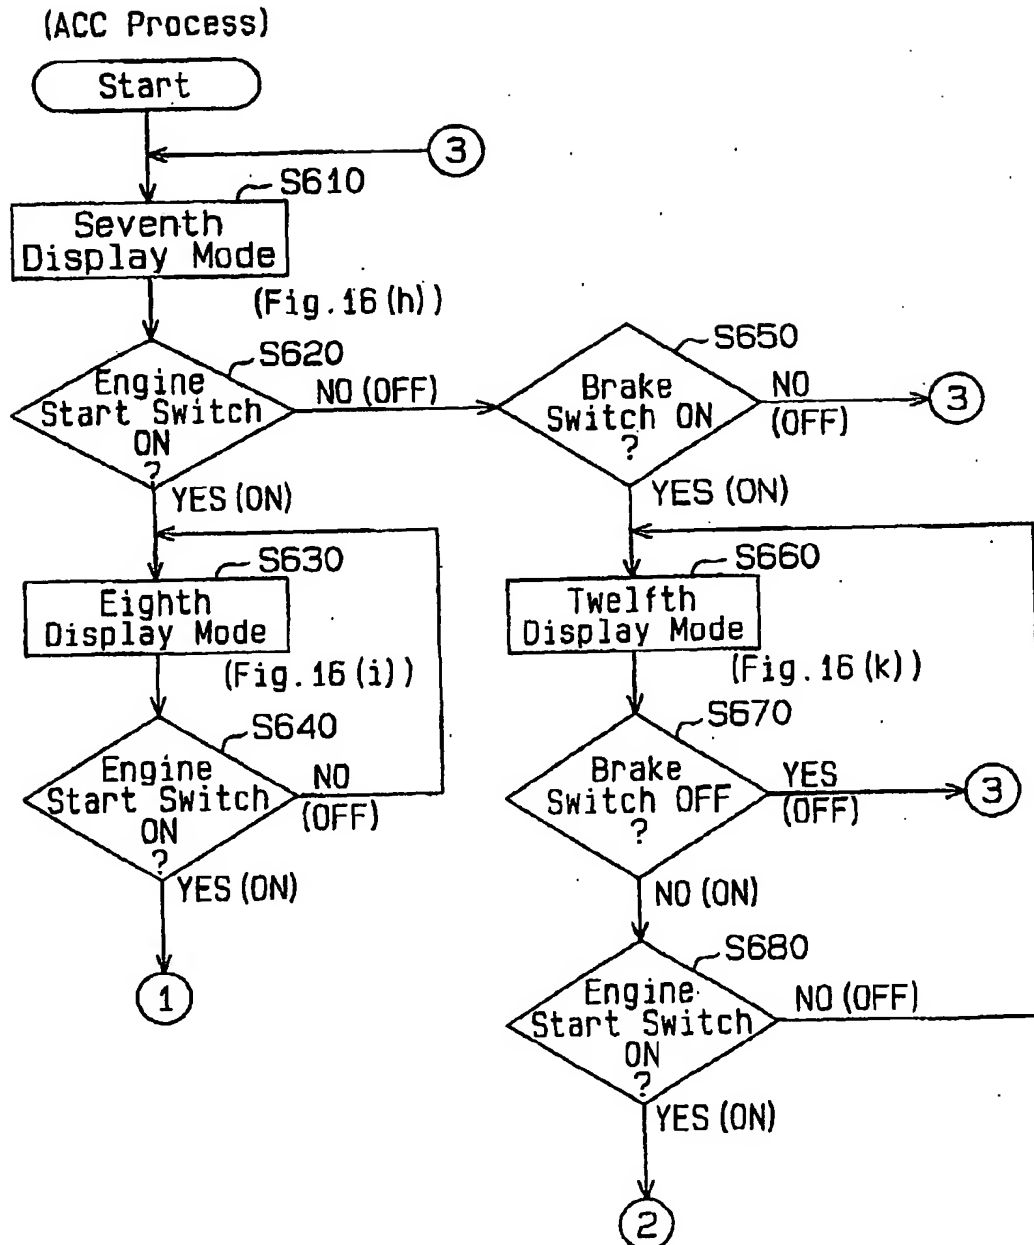 (ACC Process)
Start
3
S610
Seventh
Display Mode
(Fig.16(h))
S620
Engine
Start Switch
ON
?
NO(OFF)
YES(ON)
S650
Brake
Switch ON
?
NO
(OFF)
3
YES(ON)
S630
Eighth
Display Mode
(Fig.16(i))
S660
Twelfth
Display Mode
(Fig.16(k))
S640
Engine
Start Switch
ON
?
NO
(OFF)
YES(ON)
1
S670
Brake
Switch OFF
?
YES
(OFF)
3
NO(ON)
S680
Engine
Start Switch
ON
?
NO(OFF)
YES(ON)
2